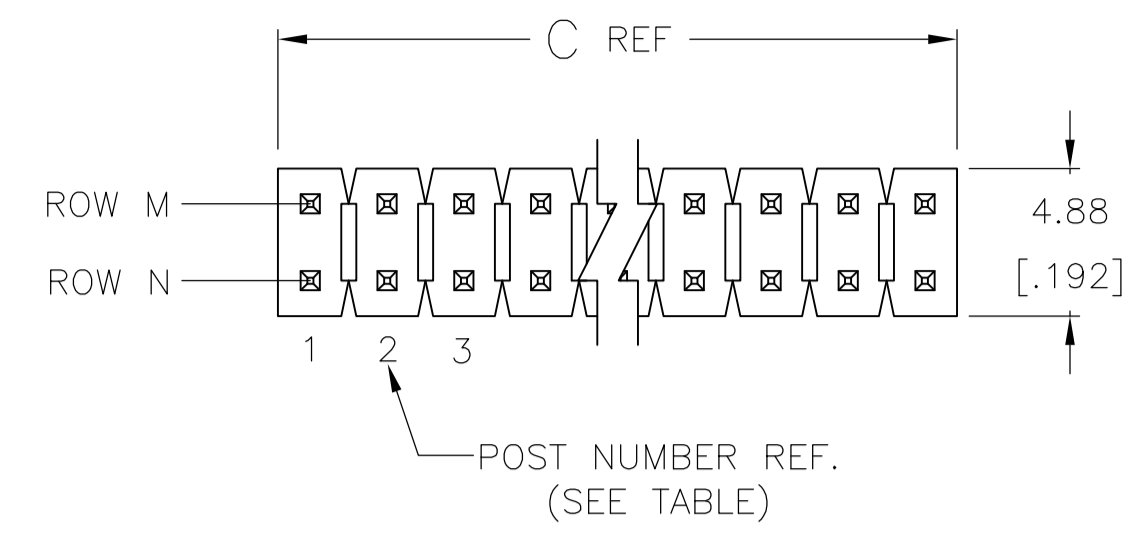 C REF
ROW M
4.88
[.192]
ROW N
1 2 3
POST NUMBER REF.
(SEE TABLE)